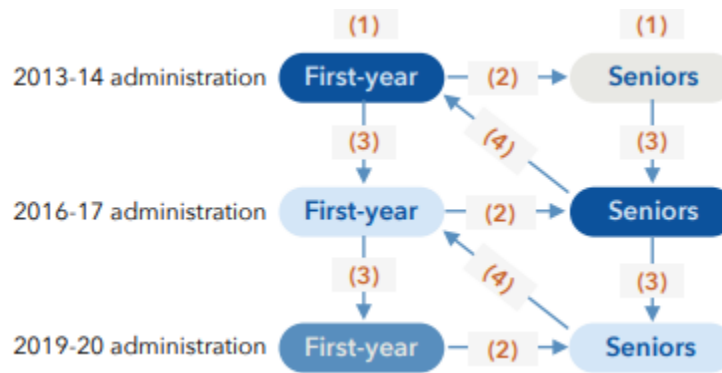 (1) (1)
2013-14 administration First-year (2) Seniors
(3) (4) (3)
2016-17 administration First-year (2) Seniors
(3) (4) (3)
2019-20 administration First-year (2) Seniors